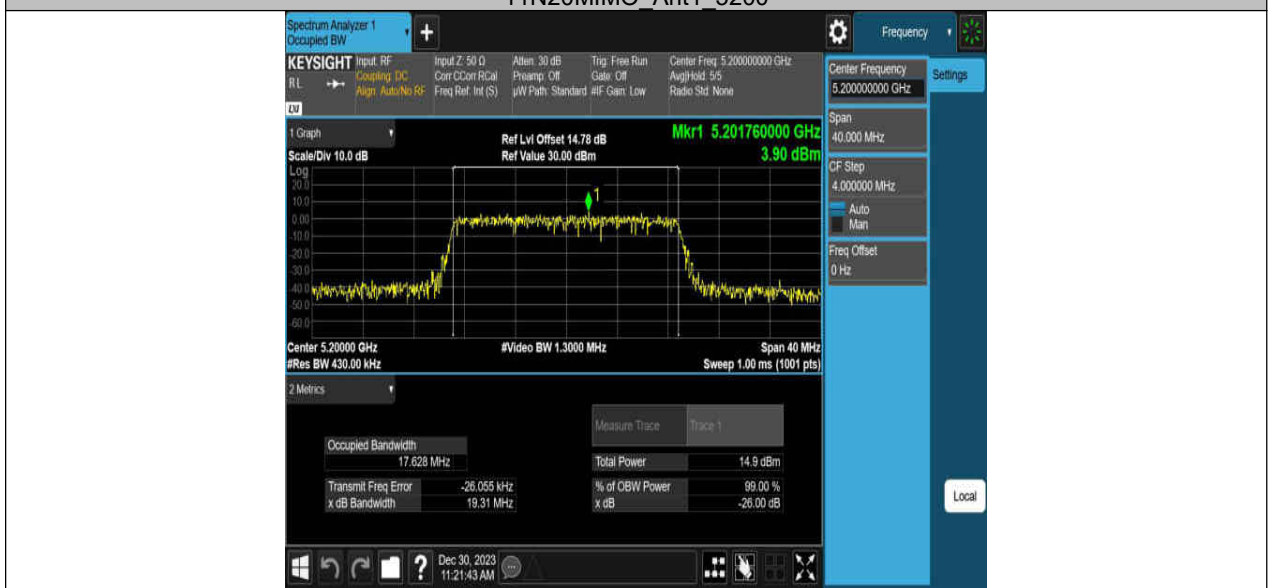 11N20MIMO_Ant1_5200
Spectrum Analyzer 1
Occupied BW
+
Frequency
KEYSIGHT
Input: RF
Coupling: DC
Align: Auto/No RF
RL
LXI
Input Z: 50 Ω
Corr CCorr RCal
Freq Ref: Int (S)
Atten: 30 dB
Preamp: Off
µW Path: Standard
Trig: Free Run
Gate: Off
#IF Gain: Low
Center Freq: 5.200000000 GHz
Avg|Hold: 5/5
Radio Std: None
Center Frequency
5.200000000 GHz
Settings
Span
40.000 MHz
CF Step
4.000000 MHz
Auto
Man
Freq Offset
0 Hz
Local
1 Graph
Scale/Div 10.0 dB
Ref Lvl Offset 14.78 dB
Ref Value 30.00 dBm
Mkr1 5.201760000 GHz
3.90 dBm
Log
20.0
10.0
0.00
-10.0
-20.0
-30.0
-40.0
-50.0
-60.0
1
Center 5.20000 GHz
#Res BW 430.00 kHz
#Video BW 1.3000 MHz
Span 40 MHz
Sweep 1.00 ms (1001 pts)
2 Metrics
Measure Trace Trace 1
Occupied Bandwidth
17.628 MHz
Total Power 14.9 dBm
Transmit Freq Error -26.055 kHz
% of OBW Power 99.00 %
x dB Bandwidth 19.31 MHz
x dB -26.00 dB
?
Dec 30, 2023
11:21:43 AM